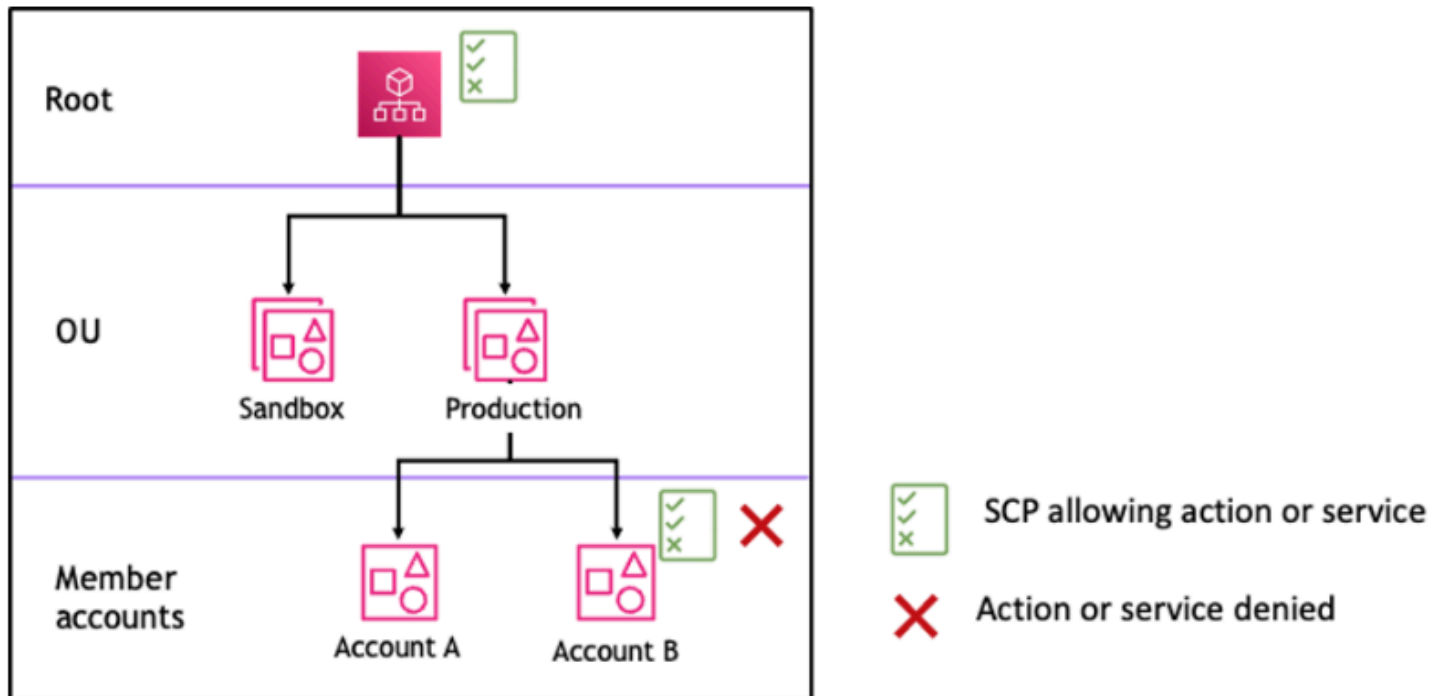 Root
OU
Sandbox
Production
Member
accounts
Account A
Account B
SCP allowing action or service
Action or service denied